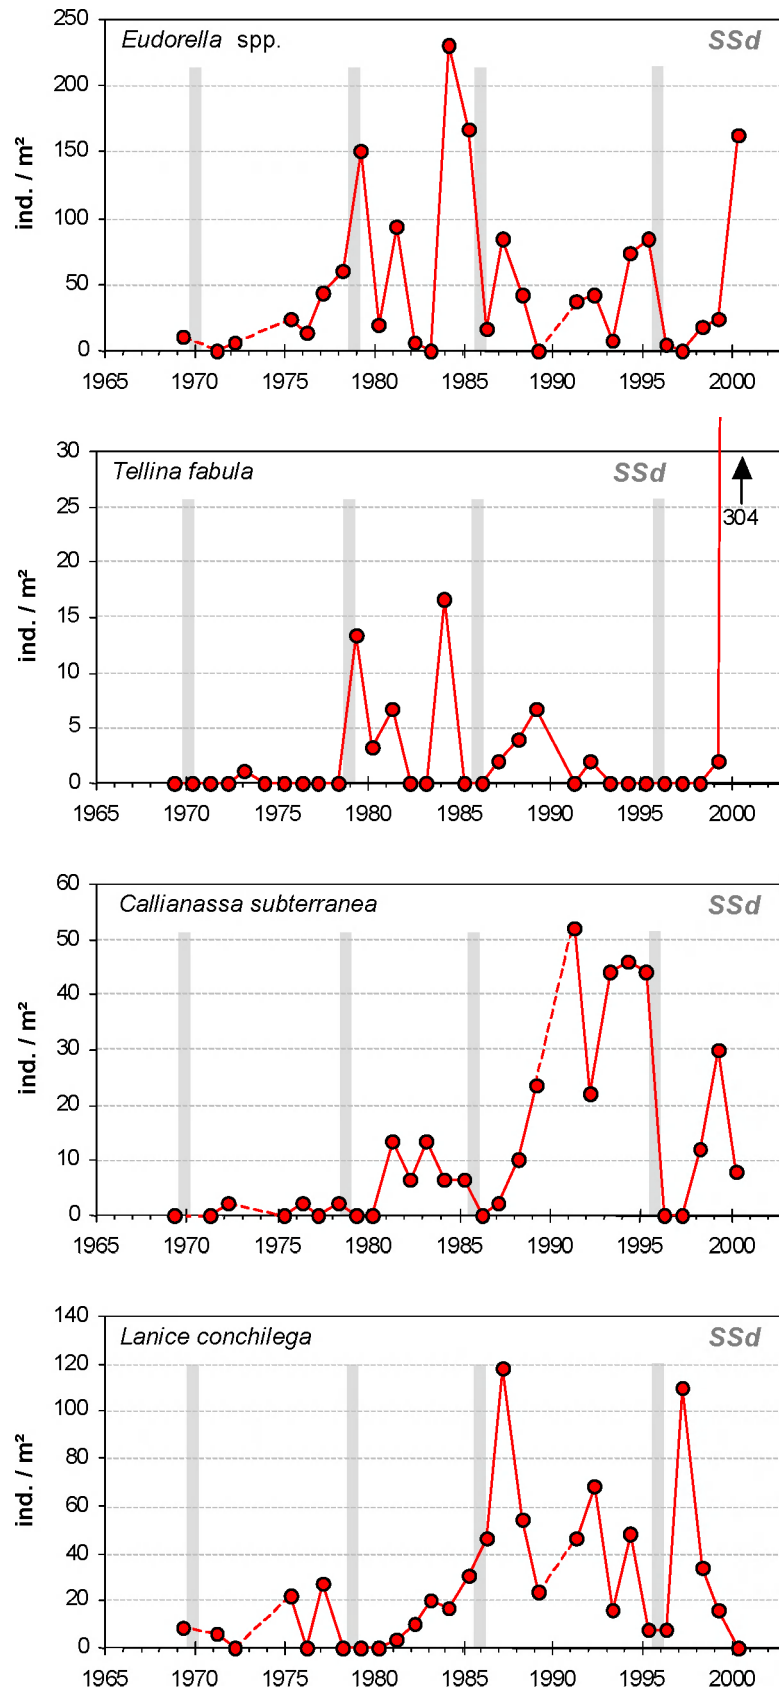 250
Eudorella spp.
SSd
200
150
100
50
0
ind. / m²
1965 1970 1975 1980 1985 1990 1995 2000
30
Tellina fabula
SSd
25
304
20
15
10
5
0
ind. / m²
1965 1970 1975 1980 1985 1990 1995 2000
60
Callianassa subterranea
SSd
50
40
30
20
10
0
ind. / m²
1965 1970 1975 1980 1985 1990 1995 2000
140
Lanice conchilega
SSd
120
100
80
60
40
20
0
ind. / m²
1965 1970 1975 1980 1985 1990 1995 2000